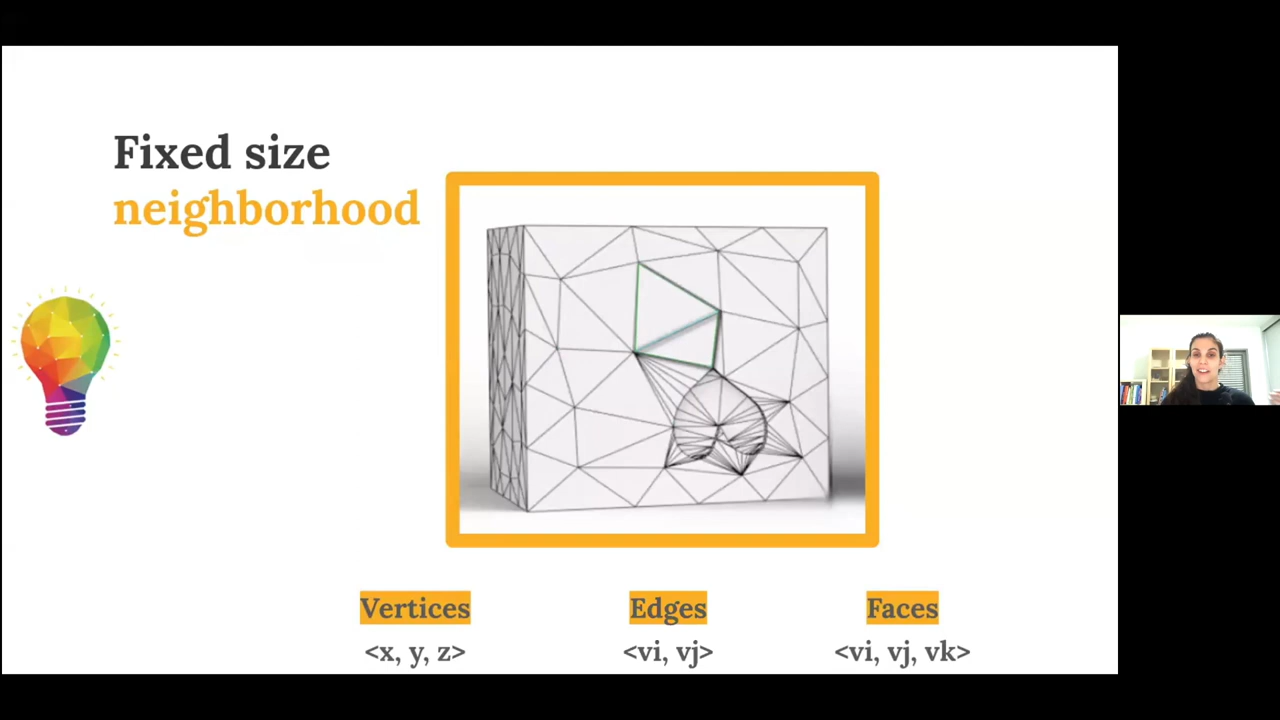 Fixed size
neighborhood
Vertices
<x, y, z>
Edges
<vi, vj>
Faces
<vi, vj, vk>